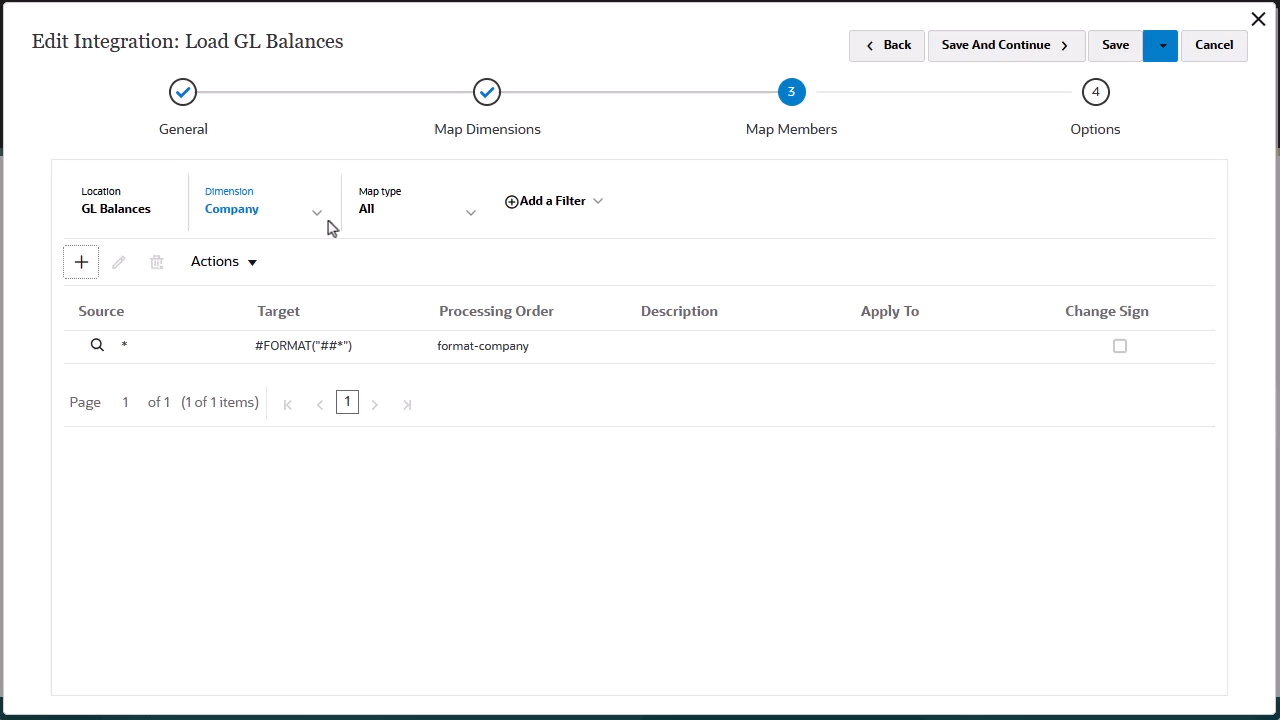 Edit Integration: Load GL Balances
Back
Save And Continue
Save
Cancel
3
4
General
Map Dimensions
Map Members
Options
Location
GL Balances
Dimension
Company
Map type
All
Add a Filter
Actions
Source
Target
Processing Order
Description
Apply To
Change Sign
*
#FORMAT("##*")
format-company
Page 1 of 1 (1 of 1 items)
1